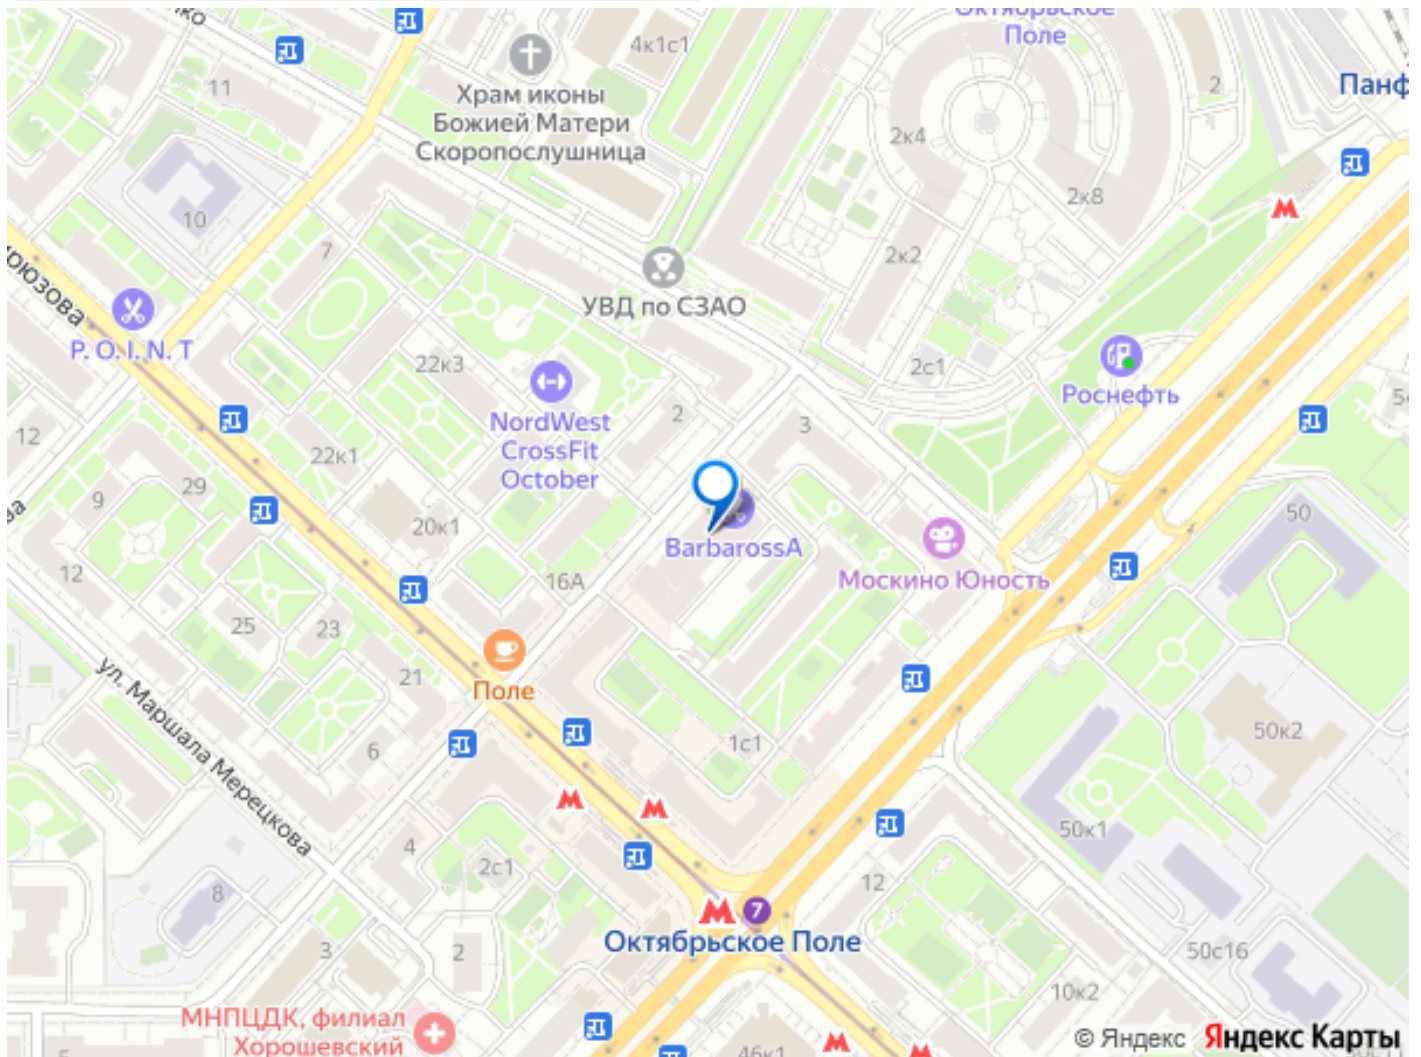 Октябрьское
Поле
4к1с1
Храм иконы
Божией Матери
Скоропослушница
2
Панф
11
2к4
2к8
10
7
2к2
УВД по СЗАО
P. O. I. N. T
22к3
2с1
Роснефть
NordWest
CrossFit
October
2
3
12
22к1
29
9
20к1
50
BarbarossA
Москино Юность
12
16А
25
23
21
Поле
ул. Маршала Мерецкова
6
1с1
50к2
50к1
4
2с1
8
12
7
Октябрьское Поле
3
2
50с16
10к2
МНПЦДК, филиал
Хорошевский
46к1
© Яндекс Яндекс Карты